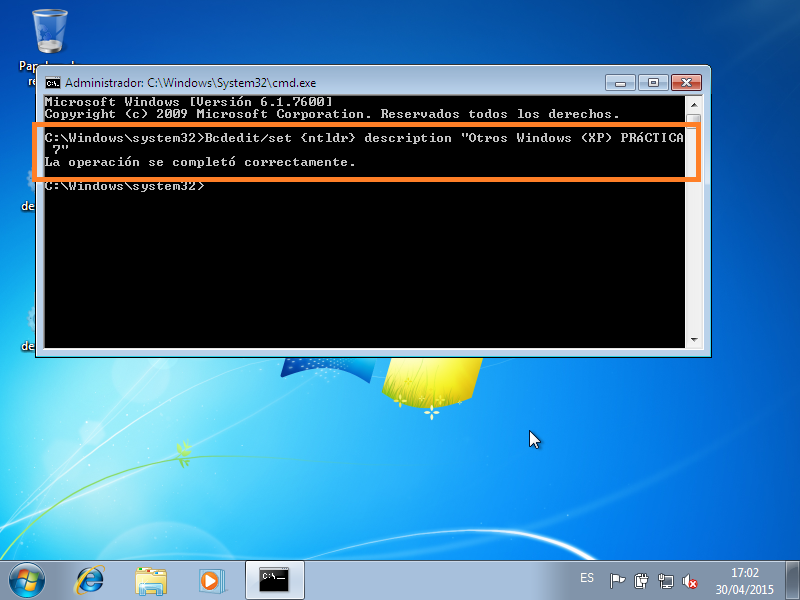 Administrador: C:\Windows\System32\cmd.exe
Microsoft Windows [Versión 6.1.7600]
Copyright (c) 2009 Microsoft Corporation. Reservados todos los derechos.
C:\Windows\system32>Bcdedit/set {ntldr} description "Otros Windows (XP) PRáCTICA
7"
La operación se completó correctamente.
C:\Windows\system32>
de
de
C:\_
ES
17:02
30/04/2015